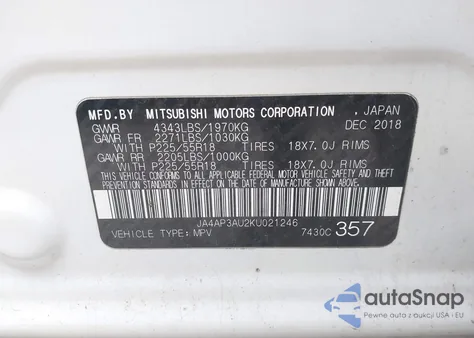 MFD.BY MITSUBISHI MOTORS CORPORATION . JAPAN
GVWR 4343LBS/1970KG DEC 2018
GAWR FR 2271LBS/1030KG
WITH P225/55R18 TIRES 18X7.0J RIMS
GAWR RR 2205LBS/1000KG
WITH P225/55R18 TIRES 18X7.0J RIMS
THIS VEHICLE CONFORMS TO ALL APPLICABLE
FEDERAL MOTOR VEHICLE SAFETY AND THEFT
PREVENTION STANDARDS IN EFFECT ON THE DATE
OF MANUFACTURE SHOWN ABOVE.
JA4AP3AU2KU021246
VEHICLE TYPE: MPV 7430C 357
autoSnap
Pewne auta z aukcji USA i EU